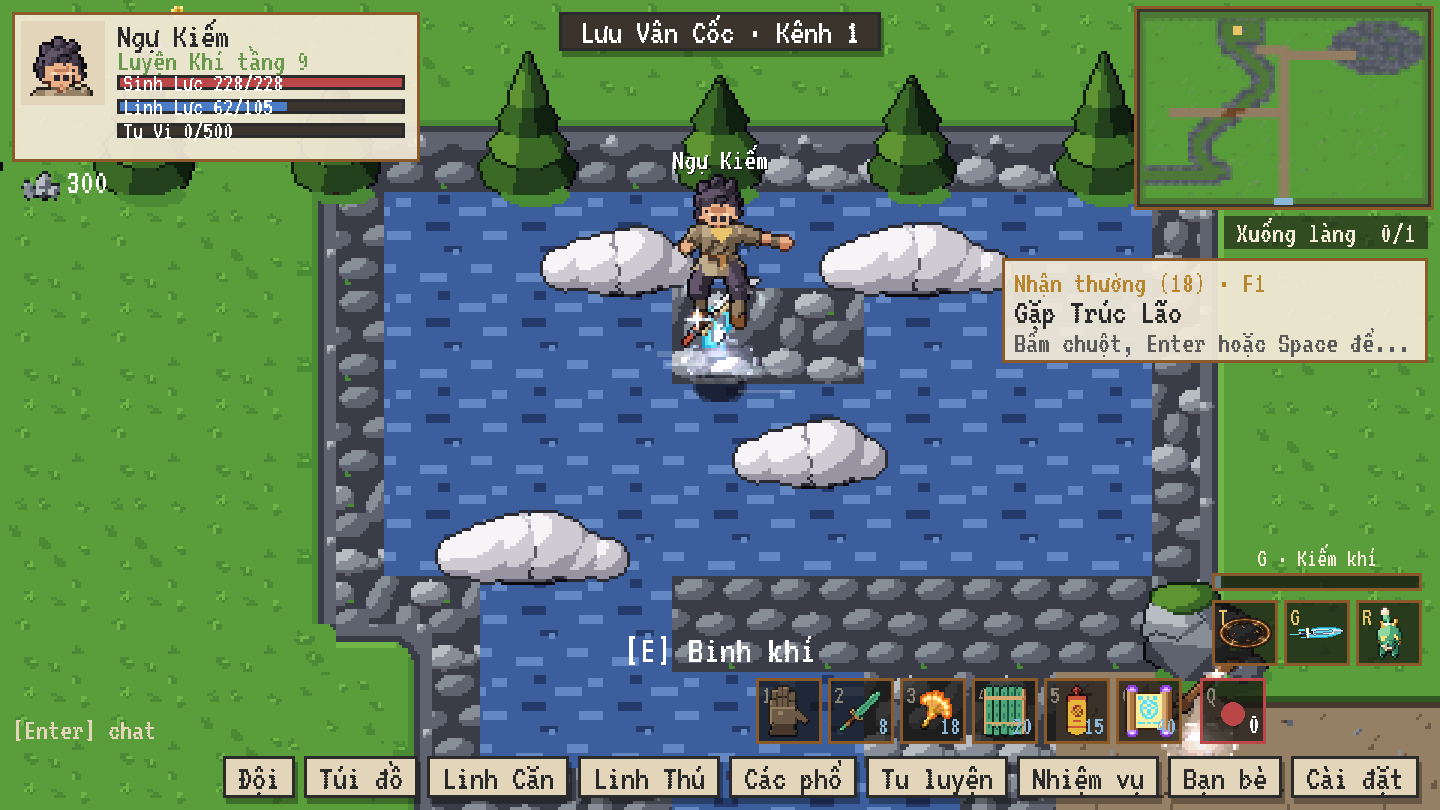 Ngự Kiếm
Luyện Khí tầng 9
Sinh Lực 228/228
Linh Lực 62/105
Tu Vi 0/500
300
Lưu Vân Cốc · Kênh 1
Ngự Kiếm
Xuống làng 0/1
Nhận thưởng (18) · F1
Gặp Trúc Lão
Bấm chuột, Enter hoặc Space để...
G · Kiếm khí
T G R
[E] Binh khí
1 2 3 4 5 Q
8 18 20 15 0
[Enter] chat
Đội Túi đồ Linh Căn Linh Thú Các phố Tu luyện Nhiệm vụ Bạn bè Cài đặt